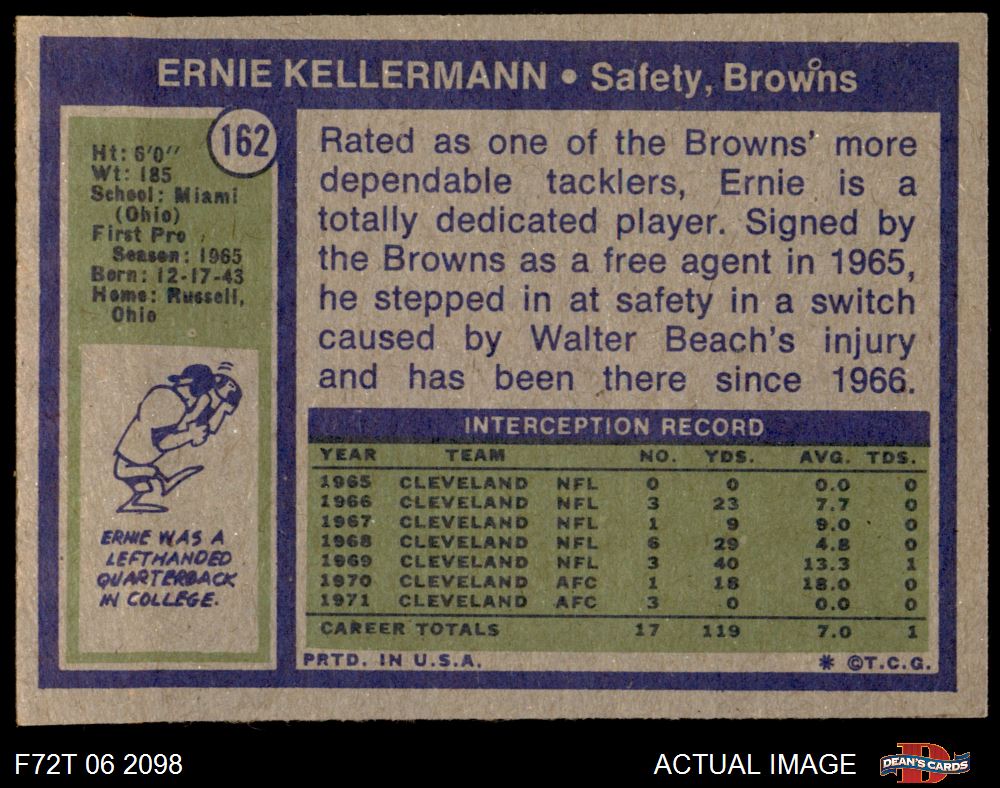 ERNIE KELLERMANN • Safety, Browns
162
Ht: 6'0"
Wt: 185
School: Miami
(Ohio)
First Pro
Season: 1965
Born: 12-17-43
Home: Russell,
Ohio
ERNIE WAS A
LEFTHANDED
QUARTERBACK
IN COLLEGE.
Rated as one of the Browns' more
dependable tacklers, Ernie is a
totally dedicated player. Signed by
the Browns as a free agent in 1965,
he stepped in at safety in a switch
caused by Walter Beach's injury
and has been there since 1966.
INTERCEPTION RECORD
YEAR TEAM NO. YDS. AVG. TDS.
1965 CLEVELAND NFL 0 0 0.0 0
1966 CLEVELAND NFL 3 23 7.7 0
1967 CLEVELAND NFL 1 9 9.0 0
1968 CLEVELAND NFL 6 29 4.8 0
1969 CLEVELAND NFL 3 40 13.3 1
1970 CLEVELAND AFC 1 18 18.0 0
1971 CLEVELAND AFC 3 0 0.0 0
CAREER TOTALS 17 119 7.0 1
PRTD. IN U.S.A. * ©T.C.G.
F72T 06 2098 ACTUAL IMAGE DEAN'S CARDS